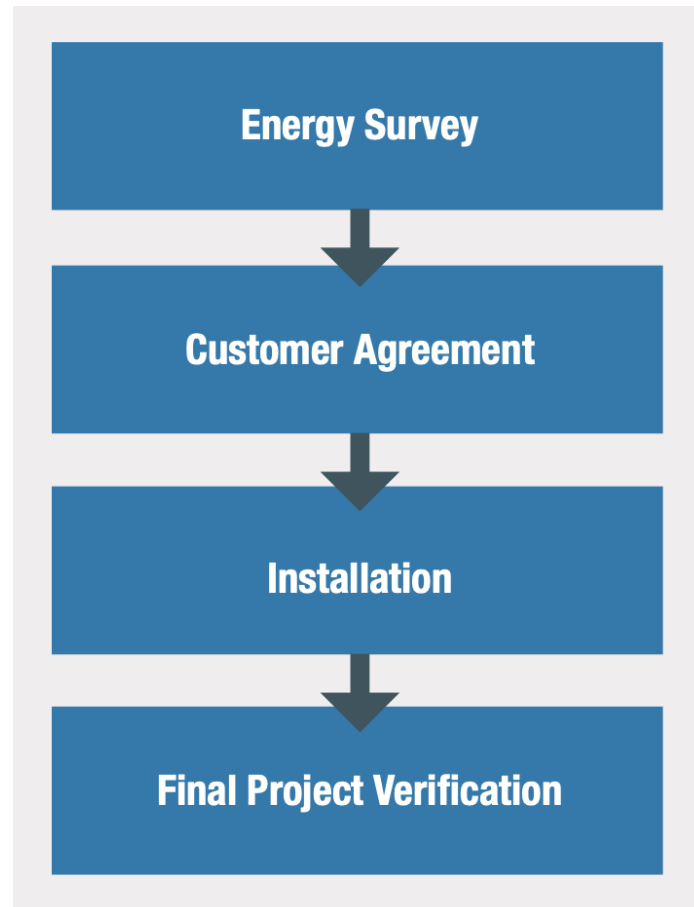 Energy Survey
Customer Agreement
Installation
Final Project Verification